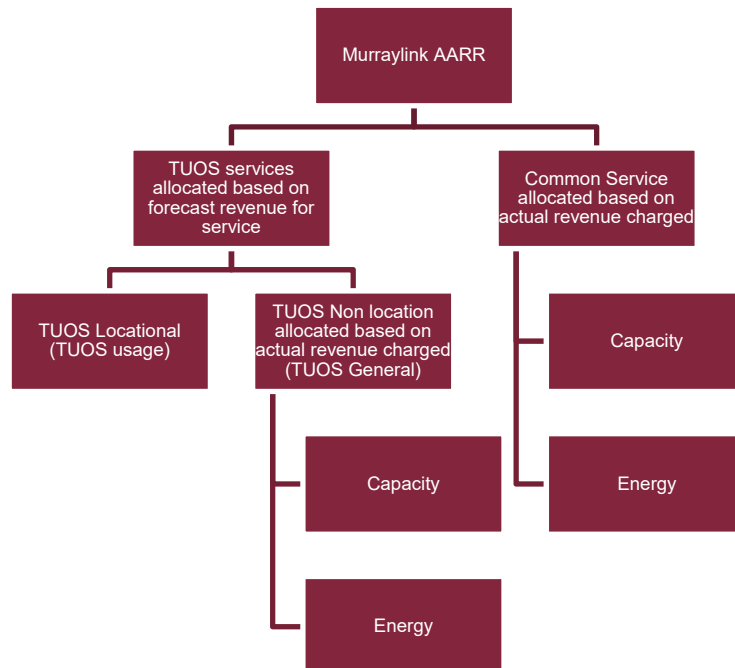 Murraylink AARR
TUOS services
allocated based on
forecast revenue for
service
Common Service
allocated based on
actual revenue charged
TUOS Locational
(TUOS usage)
TUOS Non location
allocated based on
actual revenue charged
(TUOS General)
Capacity
Energy
Capacity
Energy